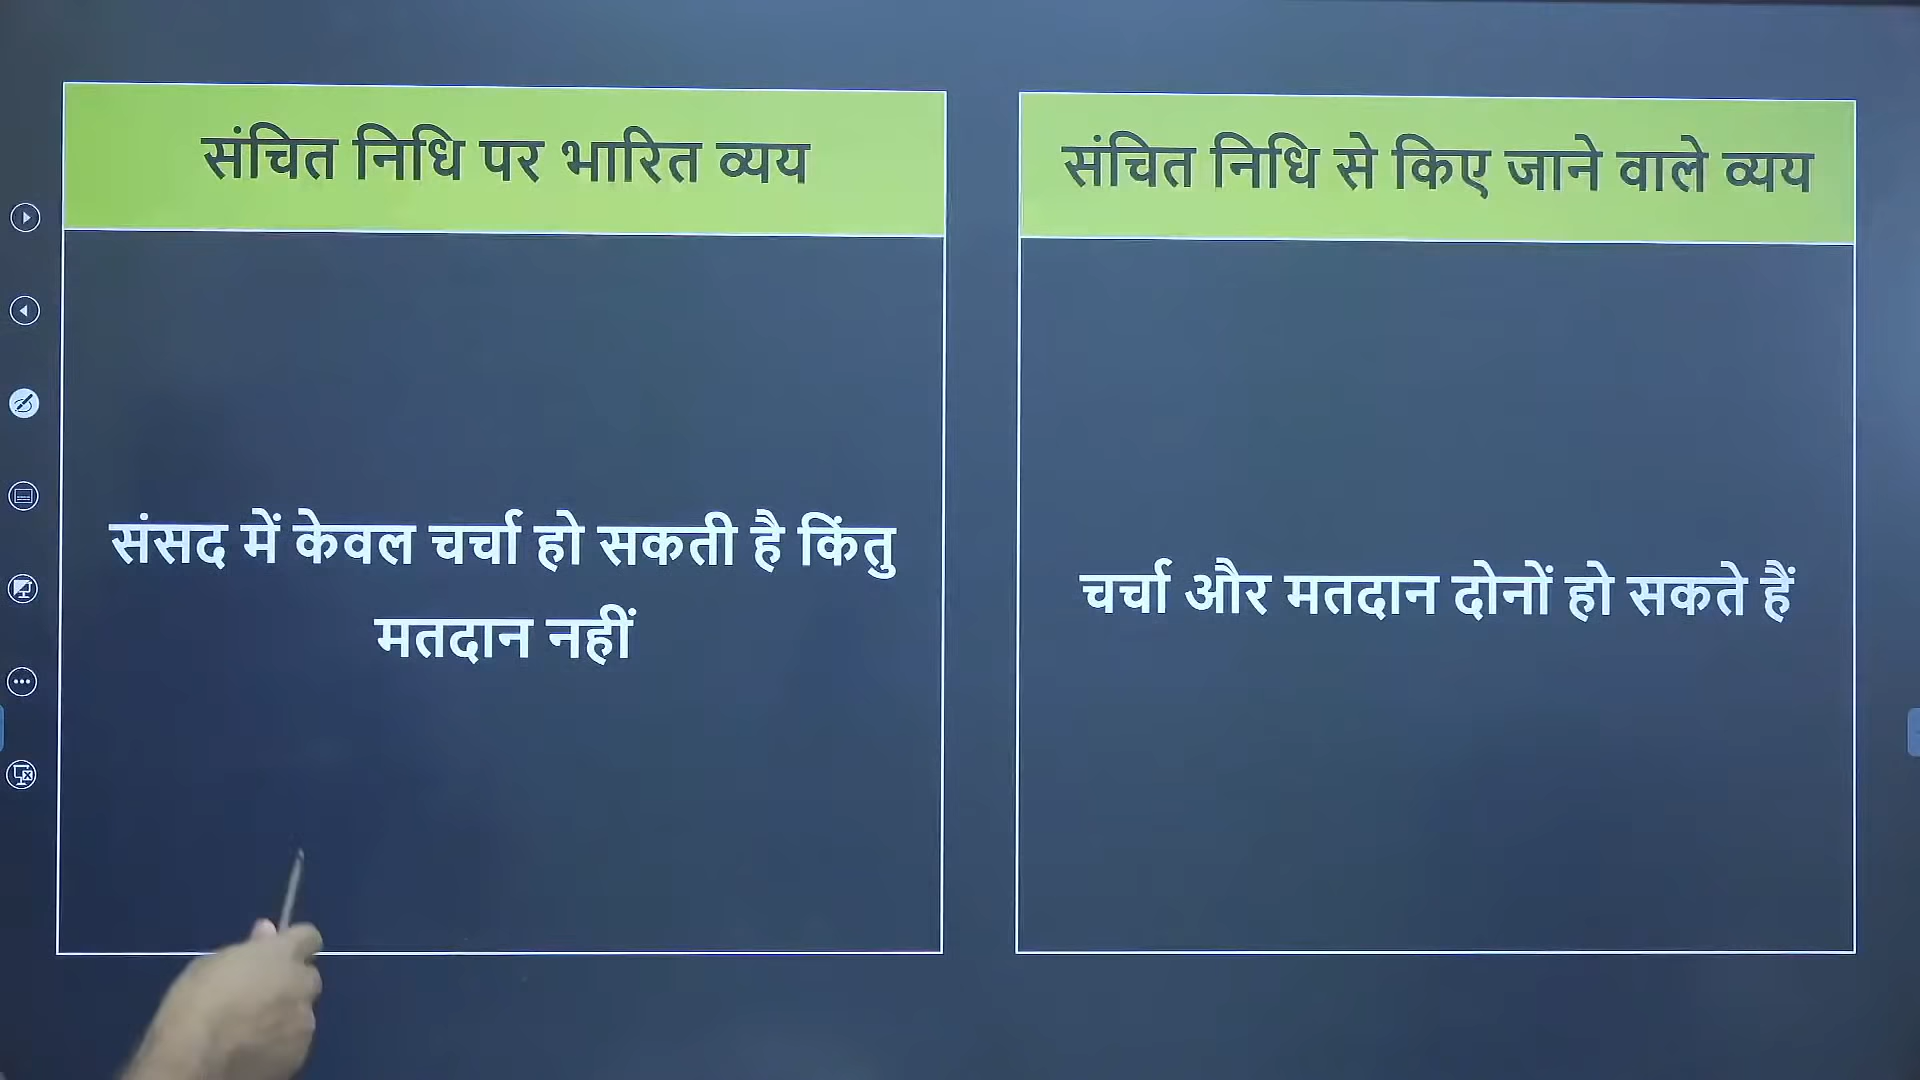 संचित निधि पर भारित व्यय
संसद में केवल चर्चा हो सकती है किंतु
मतदान नहीं
संचित निधि से किए जाने वाले व्यय
चर्चा और मतदान दोनों हो सकते हैं